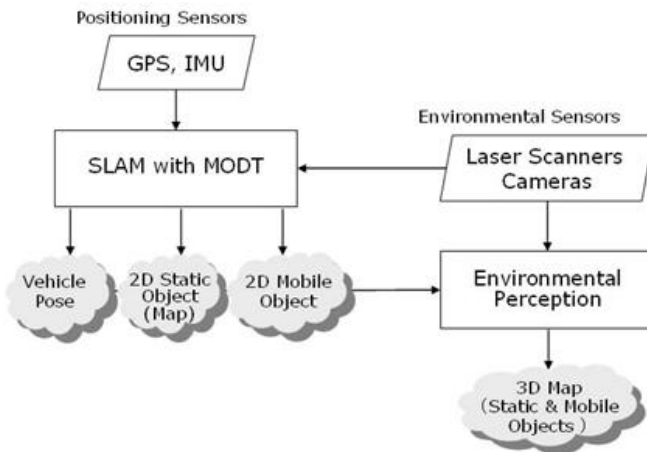 Positioning Sensors
GPS, IMU
Environmental Sensors
SLAM with MODT
Laser Scanners
Cameras
Vehicle
Pose
2D Static
Object
(Map)
2D Mobile
Object
Environmental
Perception
3D Map
(Static & Mobile
Objects)